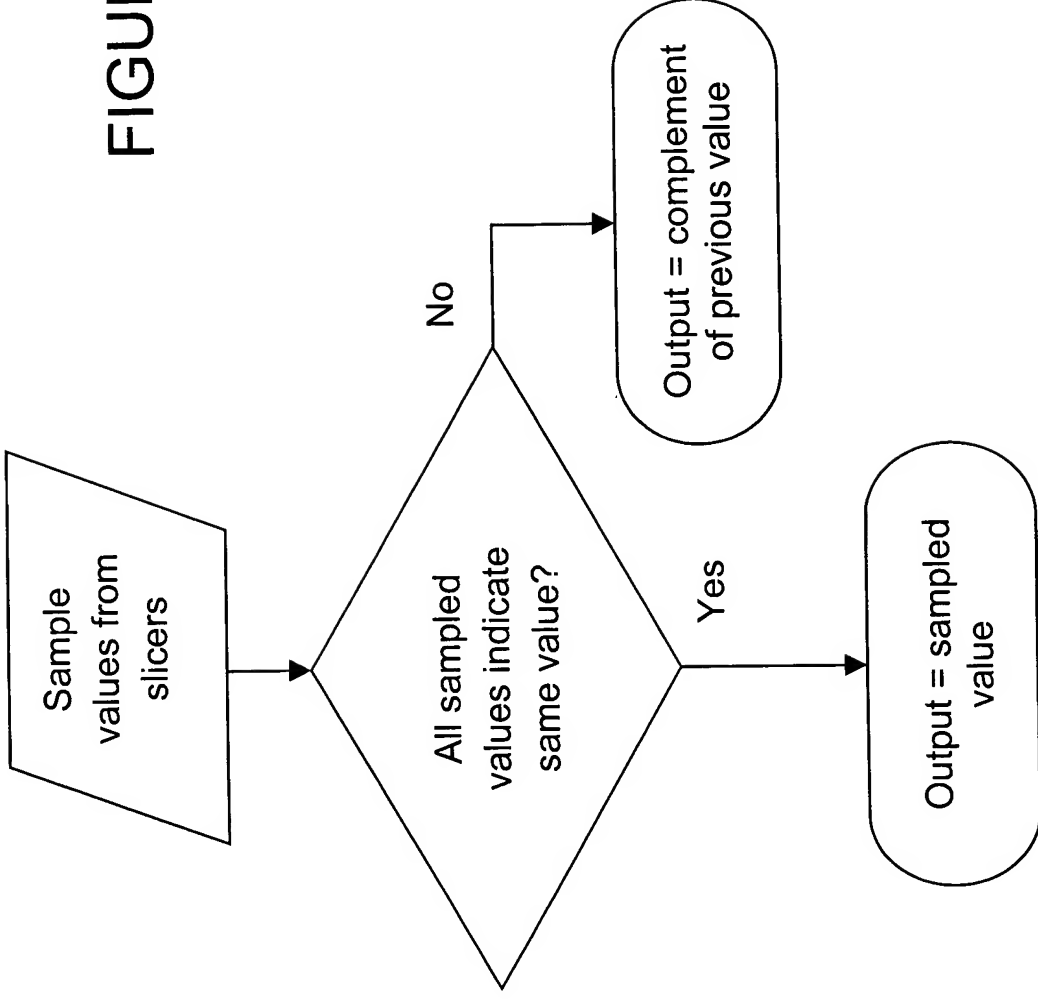 Sample
values from
slicers
All sampled
values indicate
same value?
No
Output = complement
of previous value
Yes
Output = sampled
value